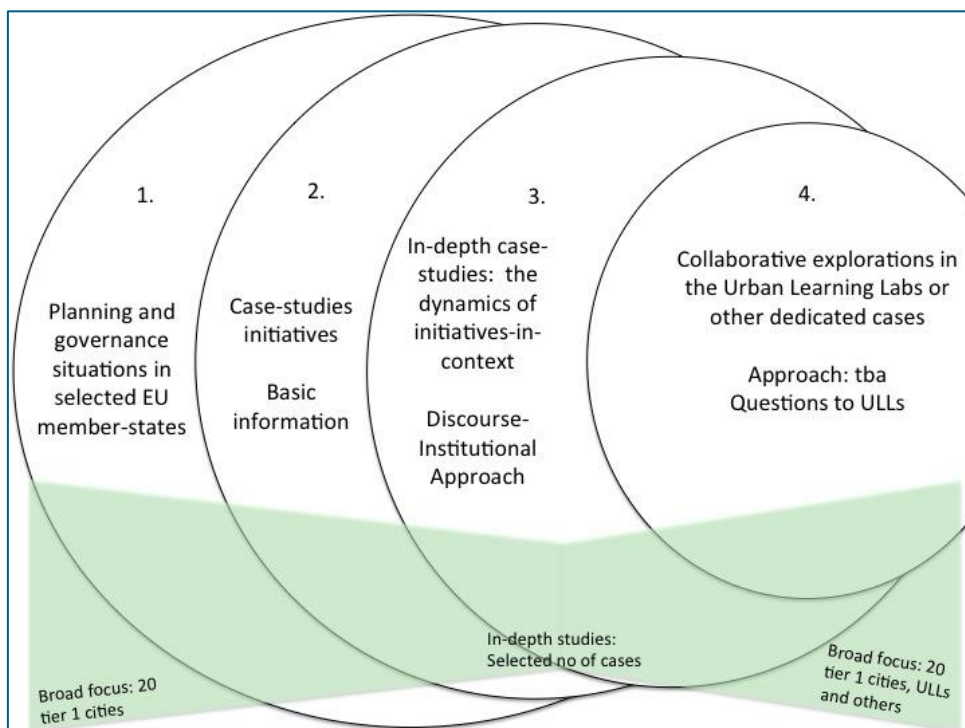 1.
Planning and
governance
situations in
selected EU
member-states
2.
Case-studies
initiatives
Basic
information
3.
In-depth case-
studies:  the
dynamics of
initiatives-in-
context
Discourse-
Institutional
Approach
4.
Collaborative explorations in
the Urban Learning Labs or
other dedicated cases
Approach: tba
Questions to ULLs
Broad focus: 20
tier 1 cities
In-depth studies:
Selected no of cases
Broad focus: 20
tier 1 cities, ULLs
and others